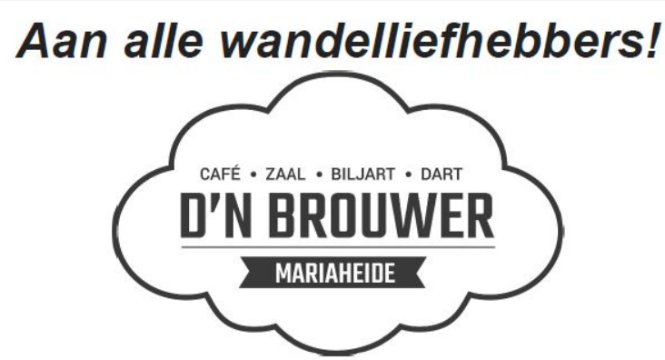 Aan alle wandelliefhebbers!
CAFÉ • ZAAL • BILJART • DART
D'N BROUWER
MARIAHEIDE